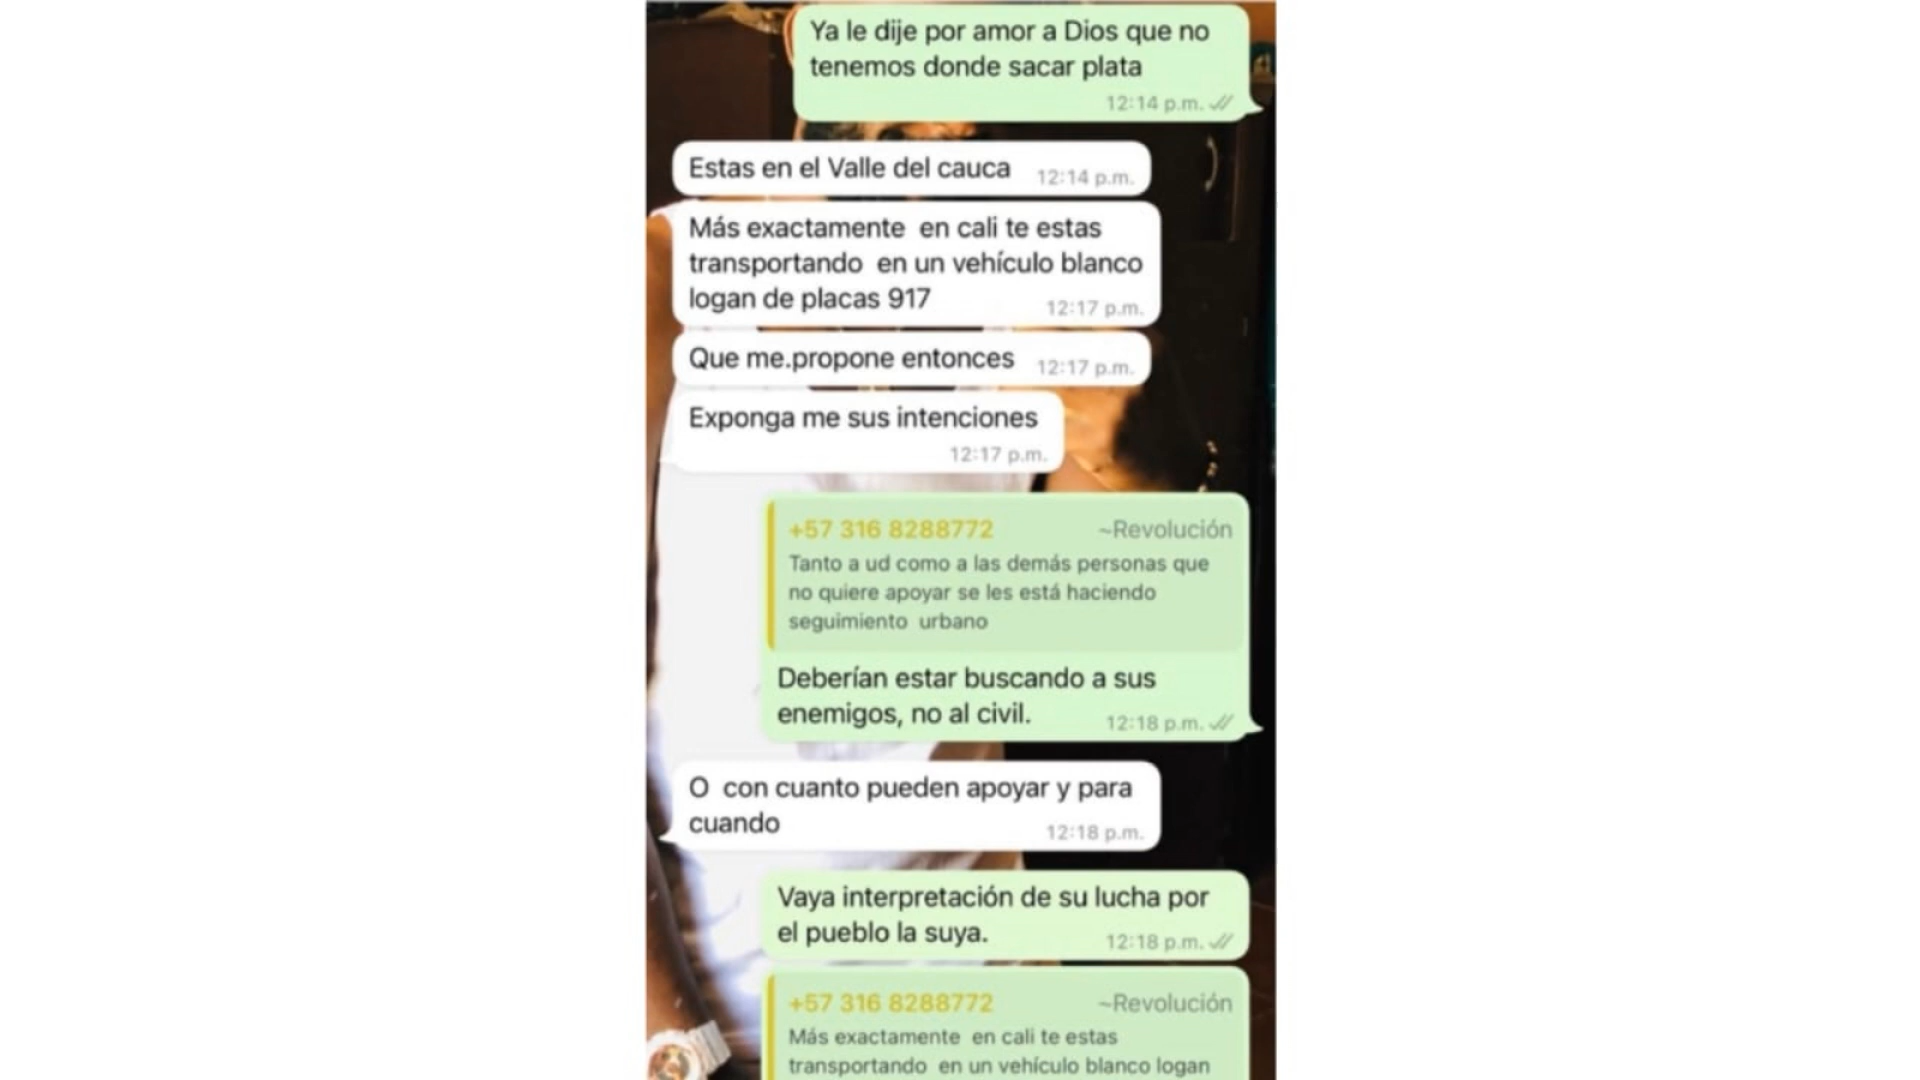 Ya le dije por amor a Dios que no
tenemos donde sacar plata
12:14 p.m.
Estas en el Valle del cauca 12:14 p.m.
Más exactamente en cali te estas
transportando en un vehículo blanco
logan de placas 917 12:17 p.m.
Que me.propone entonces 12:17 p.m.
Exponga me sus intenciones
12:17 p.m.
+57 316 8288772 ~Revolución
Tanto a ud como a las demás personas que
no quiere apoyar se les está haciendo
seguimiento urbano
Deberían estar buscando a sus
enemigos, no al civil. 12:18 p.m.
O con cuanto pueden apoyar y para
cuando 12:18 p.m.
Vaya interpretación de su lucha por
el pueblo la suya. 12:18 p.m.
+57 316 8288772 ~Revolución
Más exactamente en cali te estas
transportando en un vehículo blanco logan